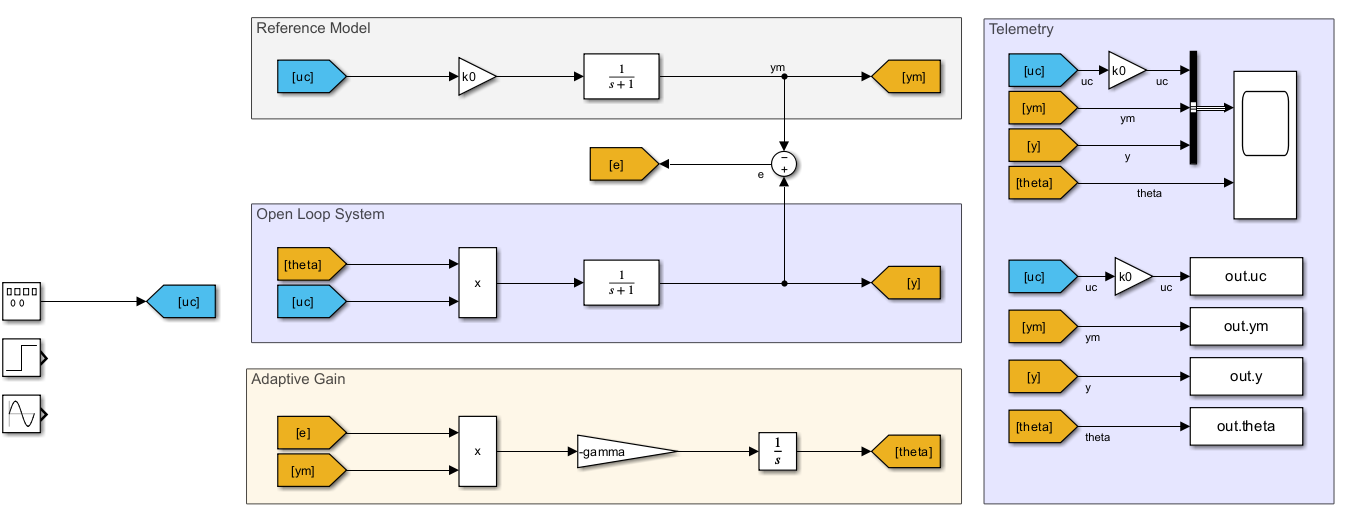 Reference Model
[uc]
k0
1
s + 1
ym
[ym]
[e]
e
−
+
Open Loop System
[theta]
[uc]
x
1
s + 1
[y]
[uc]
Adaptive Gain
[e]
[ym]
x
-gamma
1
s
[theta]
Telemetry
[uc]
uc
k0
uc
[ym]
ym
[y]
y
[theta]
theta
[uc]
uc
k0
uc
out.uc
[ym]
ym
out.ym
[y]
y
out.y
[theta]
theta
out.theta